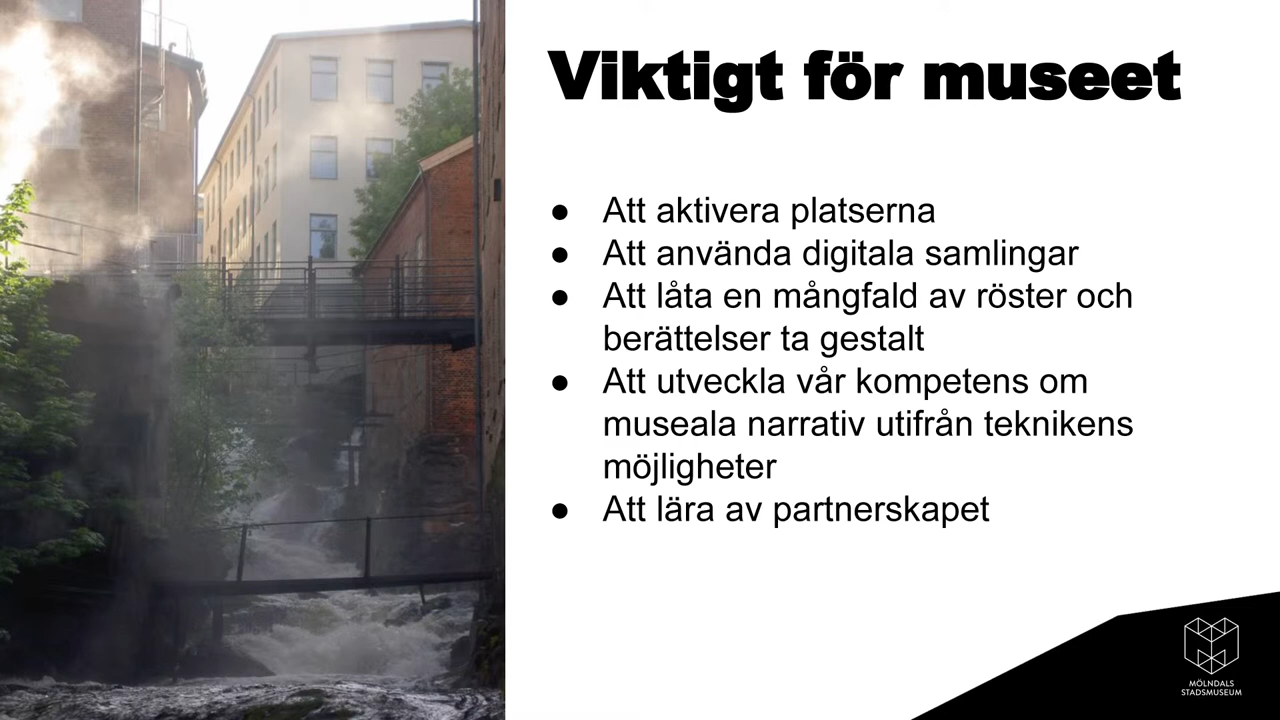 Viktigt för museet
● Att aktivera platserna
● Att använda digitala samlingar
● Att låta en mångfald av röster och
berättelser ta gestalt
● Att utveckla vår kompetens om
museala narrativ utifrån teknikens
möjligheter
● Att lära av partnerskapet
MÖLNDALS
STADSMUSEUM